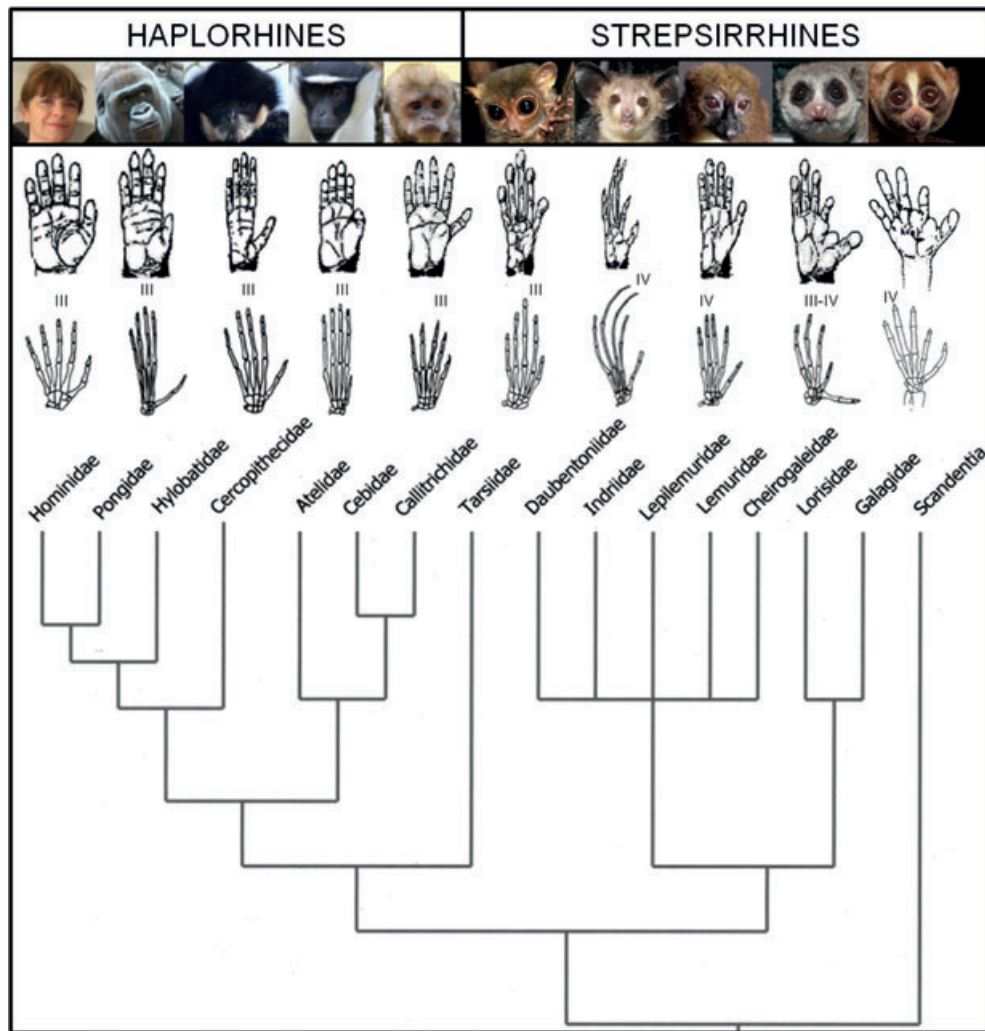 HAPLORHINES STREPSIRRHINES
IV
III III III III III III IV III-IV IV
Hominidae
Pongidae
Hylobatidae
Cercopithecidae
Atelidae
Cebidae
Callitrichidae
Tarsiidae
Daubentoniidae
Indriidae
Lepilemuridae
Lemuridae
Cheirogaleidae
Lorisidae
Galagidae
Scandentia